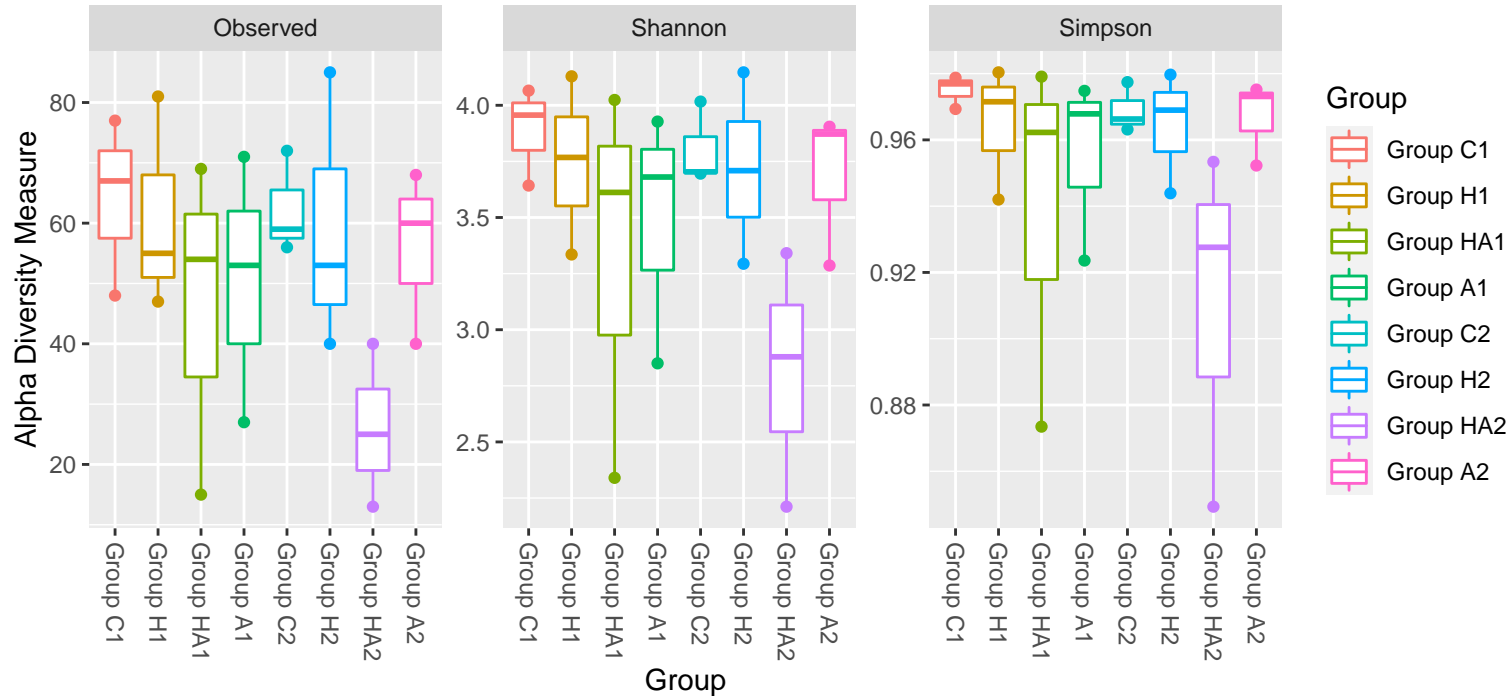 Observed
Shannon
Simpson
Alpha Diversity Measure
80
60
40
20
4.0
3.5
3.0
2.5
0.96
0.92
0.88
Group C1
Group H1
Group HA1
Group A1
Group C2
Group H2
Group HA2
Group A2
Group C1
Group H1
Group HA1
Group A1
Group C2
Group H2
Group HA2
Group A2
Group C1
Group H1
Group HA1
Group A1
Group C2
Group H2
Group HA2
Group A2
Group
Group
Group C1
Group H1
Group HA1
Group A1
Group C2
Group H2
Group HA2
Group A2